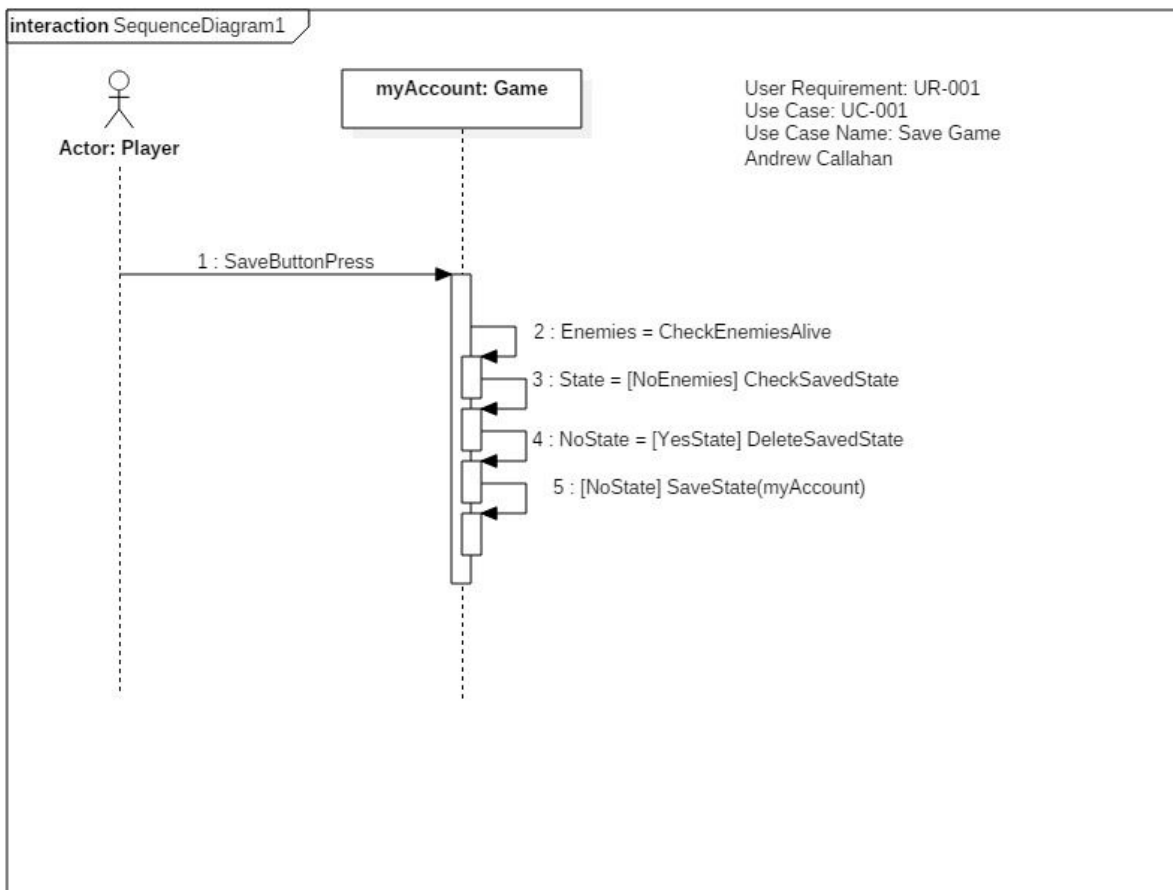 interaction SequenceDiagram1
Actor: Player
myAccount: Game
User Requirement: UR-001
Use Case: UC-001
Use Case Name: Save Game
Andrew Callahan
1 : SaveButtonPress
2 : Enemies = CheckEnemiesAlive
3 : State = [NoEnemies] CheckSavedState
4 : NoState = [YesState] DeleteSavedState
5 : [NoState] SaveState(myAccount)